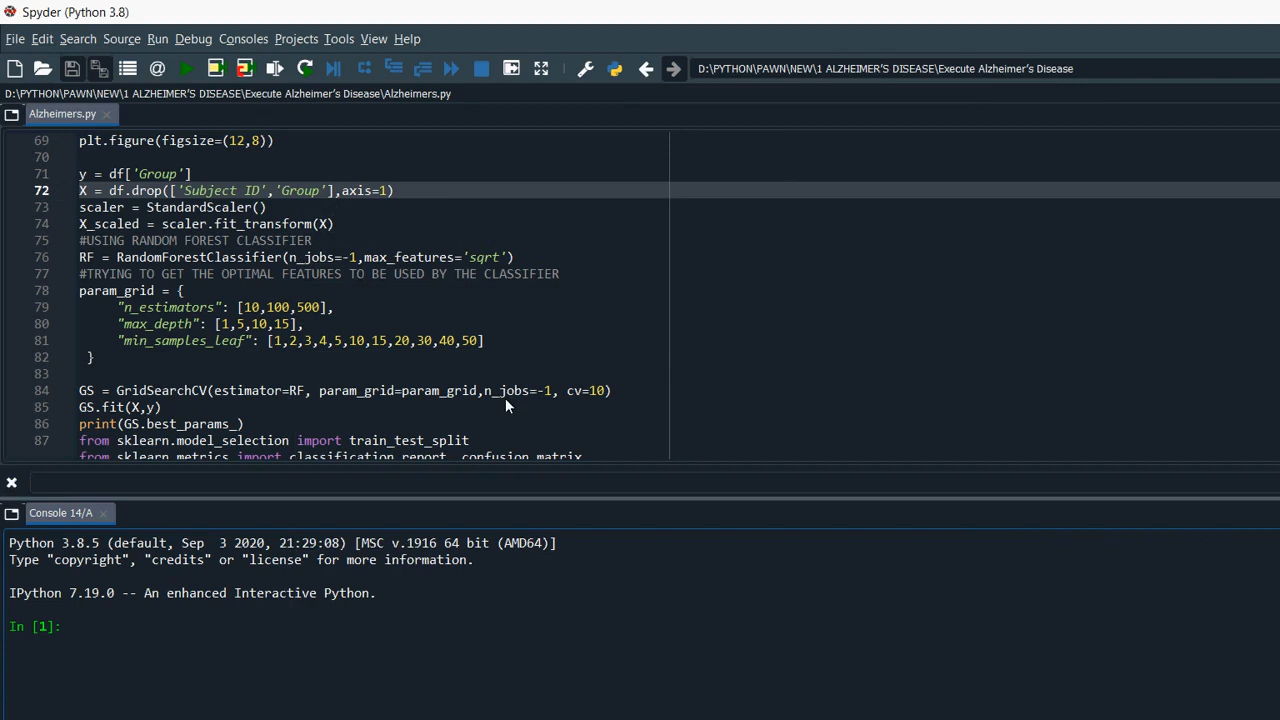 Spyder (Python 3.8)
File Edit Search Source Run Debug Consoles Projects Tools View Help
D:\PYTHON\PAWN\NEW\1 ALZHEIMER'S DISEASE\Execute Alzheimer's Disease
D:\PYTHON\PAWN\NEW\1 ALZHEIMER'S DISEASE\Execute Alzheimer's Disease\Alzheimers.py
Alzheimers.py
69 plt.figure(figsize=(12,8))
70
71 y = df['Group']
72 X = df.drop(['Subject ID','Group'],axis=1)
73 scaler = StandardScaler()
74 X_scaled = scaler.fit_transform(X)
75 #USING RANDOM FOREST CLASSIFIER
76 RF = RandomForestClassifier(n_jobs=-1,max_features='sqrt')
77 #TRYING TO GET THE OPTIMAL FEATURES TO BE USED BY THE CLASSIFIER
78 param_grid = {
79 "n_estimators": [10,100,500],
80 "max_depth": [1,5,10,15],
81 "min_samples_leaf": [1,2,3,4,5,10,15,20,30,40,50]
82 }
83
84 GS = GridSearchCV(estimator=RF, param_grid=param_grid,n_jobs=-1, cv=10)
85 GS.fit(X,y)
86 print(GS.best_params_)
87 from sklearn.model_selection import train_test_split
from sklearn.metrics import classification_report, confusion_matrix
Console 14/A
Python 3.8.5 (default, Sep 3 2020, 21:29:08) [MSC v.1916 64 bit (AMD64)]
Type "copyright", "credits" or "license" for more information.
IPython 7.19.0 -- An enhanced Interactive Python.
In [1]: